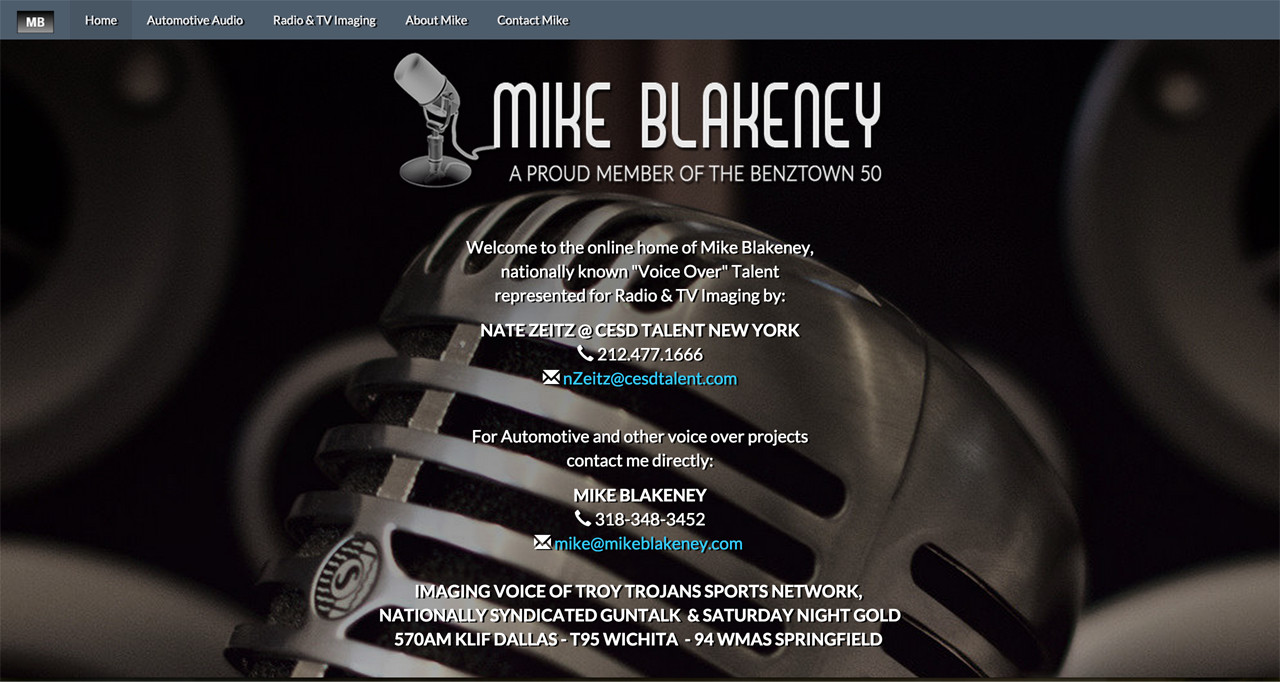 MB
Home
Automotive Audio
Radio & TV Imaging
About Mike
Contact Mike
MIKE BLAKENEY
A PROUD MEMBER OF THE BENZTOWN 50
Welcome to the online home of Mike Blakeney,
nationally known "Voice Over" Talent
represented for Radio & TV Imaging by:
NATE ZEITZ @ CESD TALENT NEW YORK
212.477.1666
nZeitz@cesdtalent.com
For Automotive and other voice over projects
contact me directly:
MIKE BLAKENEY
318-348-3452
mike@mikeblakeney.com
IMAGING VOICE OF TROY TROJANS SPORTS NETWORK,
NATIONALLY SYNDICATED GUNTALK & SATURDAY NIGHT GOLD
570AM KLIF DALLAS - T95 WICHITA - 94 WMAS SPRINGFIELD